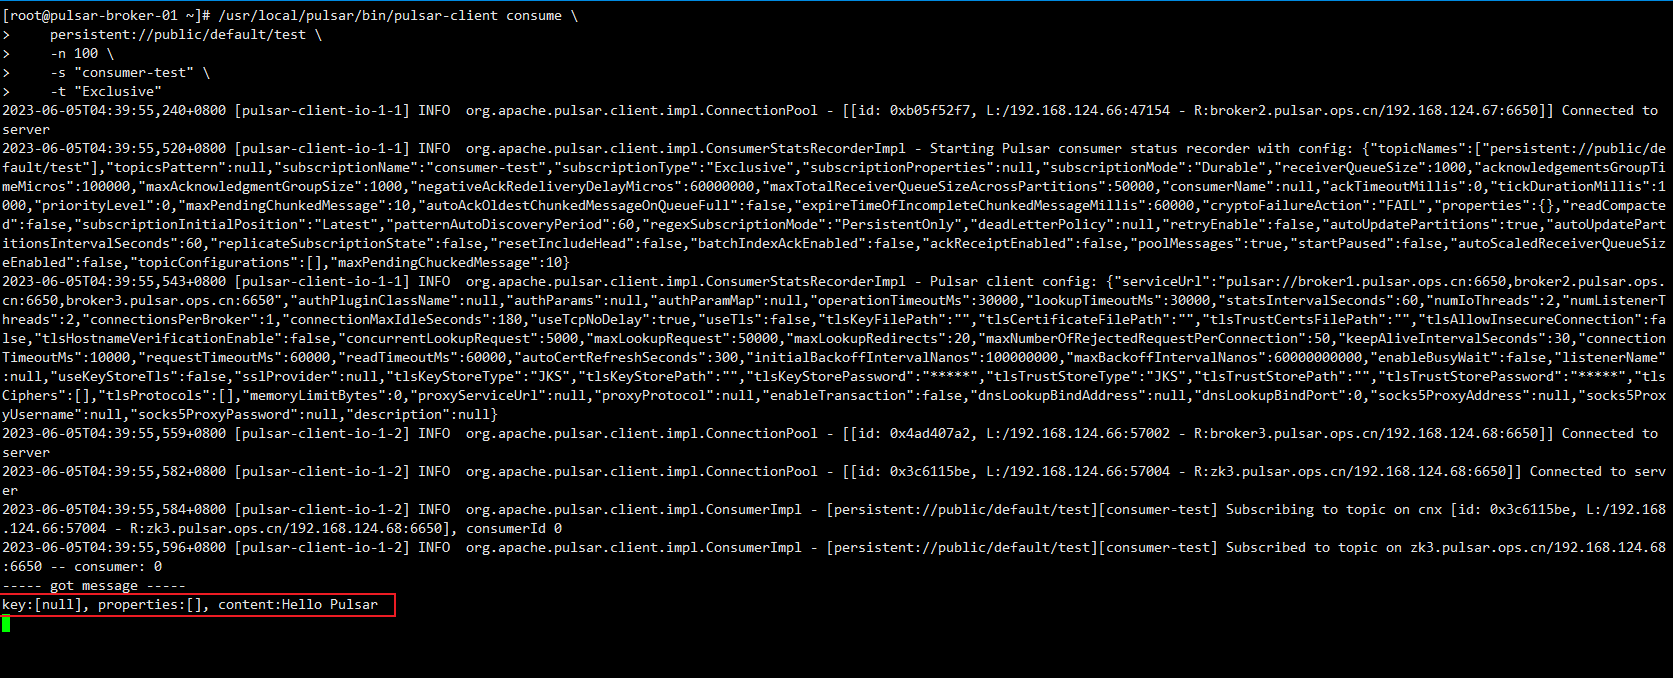 [root@pulsar-broker-01 ~]# /usr/local/pulsar/bin/pulsar-client consume \
>     persistent://public/default/test \
>     -n 100 \
>     -s "consumer-test" \
>     -t "Exclusive"
2023-06-05T04:39:55,240+0800 [pulsar-client-io-1-1] INFO  org.apache.pulsar.client.impl.ConnectionPool - [[id: 0xb05f52f7, L:/192.168.124.66:47154 - R:broker2.pulsar.ops.cn/192.168.124.67:6650]] Connected to
server
2023-06-05T04:39:55,520+0800 [pulsar-client-io-1-1] INFO  org.apache.pulsar.client.impl.ConsumerStatsRecorderImpl - Starting Pulsar consumer status recorder with config: {"topicNames":["persistent://public/de
fault/test"],"topicsPattern":null,"subscriptionName":"consumer-test","subscriptionType":"Exclusive","subscriptionProperties":null,"subscriptionMode":"Durable","receiverQueueSize":1000,"acknowledgementsGroupTi
meMicros":100000,"maxAcknowledgmentGroupSize":1000,"negativeAckRedeliveryDelayMicros":60000000,"maxTotalReceiverQueueSizeAcrossPartitions":50000,"consumerName":null,"ackTimeoutMillis":0,"tickDurationMillis":1
000,"priorityLevel":0,"maxPendingChunkedMessage":10,"autoAckOldestChunkedMessageOnQueueFull":false,"expireTimeOfIncompleteChunkedMessageMillis":60000,"cryptoFailureAction":"FAIL","properties":{},"readCompacte
d":false,"subscriptionInitialPosition":"Latest","patternAutoDiscoveryPeriod":60,"regexSubscriptionMode":"PersistentOnly","deadLetterPolicy":null,"retryEnable":false,"autoUpdatePartitions":true,"autoUpdatePart
itionsIntervalSeconds":60,"replicateSubscriptionState":false,"resetIncludeHead":false,"batchIndexAckEnabled":false,"ackReceiptEnabled":false,"poolMessages":true,"startPaused":false,"autoScaledReceiverQueueSiz
eEnabled":false,"topicConfigurations":[],"maxPendingChuckedMessage":10}
2023-06-05T04:39:55,543+0800 [pulsar-client-io-1-1] INFO  org.apache.pulsar.client.impl.ConsumerStatsRecorderImpl - Pulsar client config: {"serviceUrl":"pulsar://broker1.pulsar.ops.cn:6650,broker2.pulsar.ops.
cn:6650,broker3.pulsar.ops.cn:6650","authPluginClassName":null,"authParams":null,"authParamMap":null,"operationTimeoutMs":30000,"lookupTimeoutMs":30000,"statsIntervalSeconds":60,"numIoThreads":2,"numListenerT
hreads":2,"connectionsPerBroker":1,"connectionMaxIdleSeconds":180,"useTcpNoDelay":true,"useTls":false,"tlsKeyFilePath":"","tlsCertificateFilePath":"","tlsTrustCertsFilePath":"","tlsAllowInsecureConnection":fa
lse,"tlsHostnameVerificationEnable":false,"concurrentLookupRequest":5000,"maxLookupRequest":50000,"maxLookupRedirects":20,"maxNumberOfRejectedRequestPerConnection":50,"keepAliveIntervalSeconds":30,"connection
TimeoutMs":10000,"requestTimeoutMs":60000,"readTimeoutMs":60000,"autoCertRefreshSeconds":300,"initialBackoffIntervalNanos":100000000,"maxBackoffIntervalNanos":60000000000,"enableBusyWait":false,"listenerName"
:null,"useKeyStoreTls":false,"sslProvider":null,"tlsKeyStoreType":"JKS","tlsKeyStorePath":"","tlsKeyStorePassword":"*****","tlsTrustStoreType":"JKS","tlsTrustStorePath":"","tlsTrustStorePassword":"*****","tls
Ciphers":[],"tlsProtocols":[],"memoryLimitBytes":0,"proxyServiceUrl":null,"proxyProtocol":null,"enableTransaction":false,"dnsLookupBindAddress":null,"dnsLookupBindPort":0,"socks5ProxyAddress":null,"socks5Prox
yUsername":null,"socks5ProxyPassword":null,"description":null}
2023-06-05T04:39:55,559+0800 [pulsar-client-io-1-2] INFO  org.apache.pulsar.client.impl.ConnectionPool - [[id: 0x4ad407a2, L:/192.168.124.66:57002 - R:broker3.pulsar.ops.cn/192.168.124.68:6650]] Connected to
server
2023-06-05T04:39:55,582+0800 [pulsar-client-io-1-2] INFO  org.apache.pulsar.client.impl.ConnectionPool - [[id: 0x3c6115be, L:/192.168.124.66:57004 - R:zk3.pulsar.ops.cn/192.168.124.68:6650]] Connected to serv
er
2023-06-05T04:39:55,584+0800 [pulsar-client-io-1-2] INFO  org.apache.pulsar.client.impl.ConsumerImpl - [persistent://public/default/test][consumer-test] Subscribing to topic on cnx [id: 0x3c6115be, L:/192.168
.124.66:57004 - R:zk3.pulsar.ops.cn/192.168.124.68:6650], consumerId 0
2023-06-05T04:39:55,596+0800 [pulsar-client-io-1-2] INFO  org.apache.pulsar.client.impl.ConsumerImpl - [persistent://public/default/test][consumer-test] Subscribed to topic on zk3.pulsar.ops.cn/192.168.124.68
:6650 -- consumer: 0
----- got message -----
key:[null], properties:[], content:Hello Pulsar